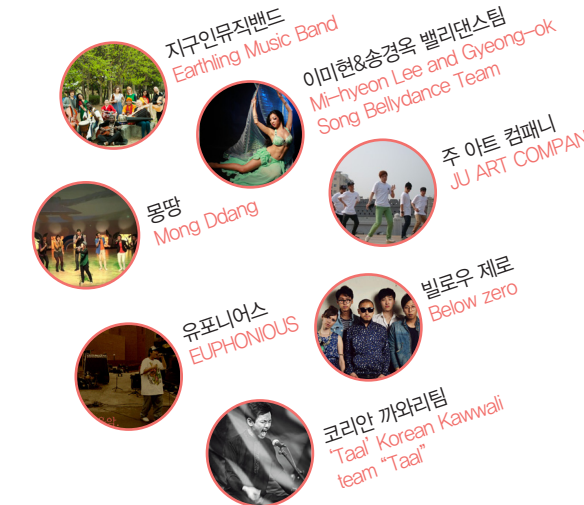 지구인뮤직밴드
Earthling Music Band
이미현&송경옥 밸리댄스팀
Mi-hyeon Lee and Gyeong-ok
Song Bellydance Team
주 아트 컴패니
JU ART COMPAN
몽땅
Mong Ddang
빌로우 제로
Below zero
유포니어스
EUPHONIOUS
코리안 까와리팀
‘Taal’ Korean Kawwali
team “Taal”